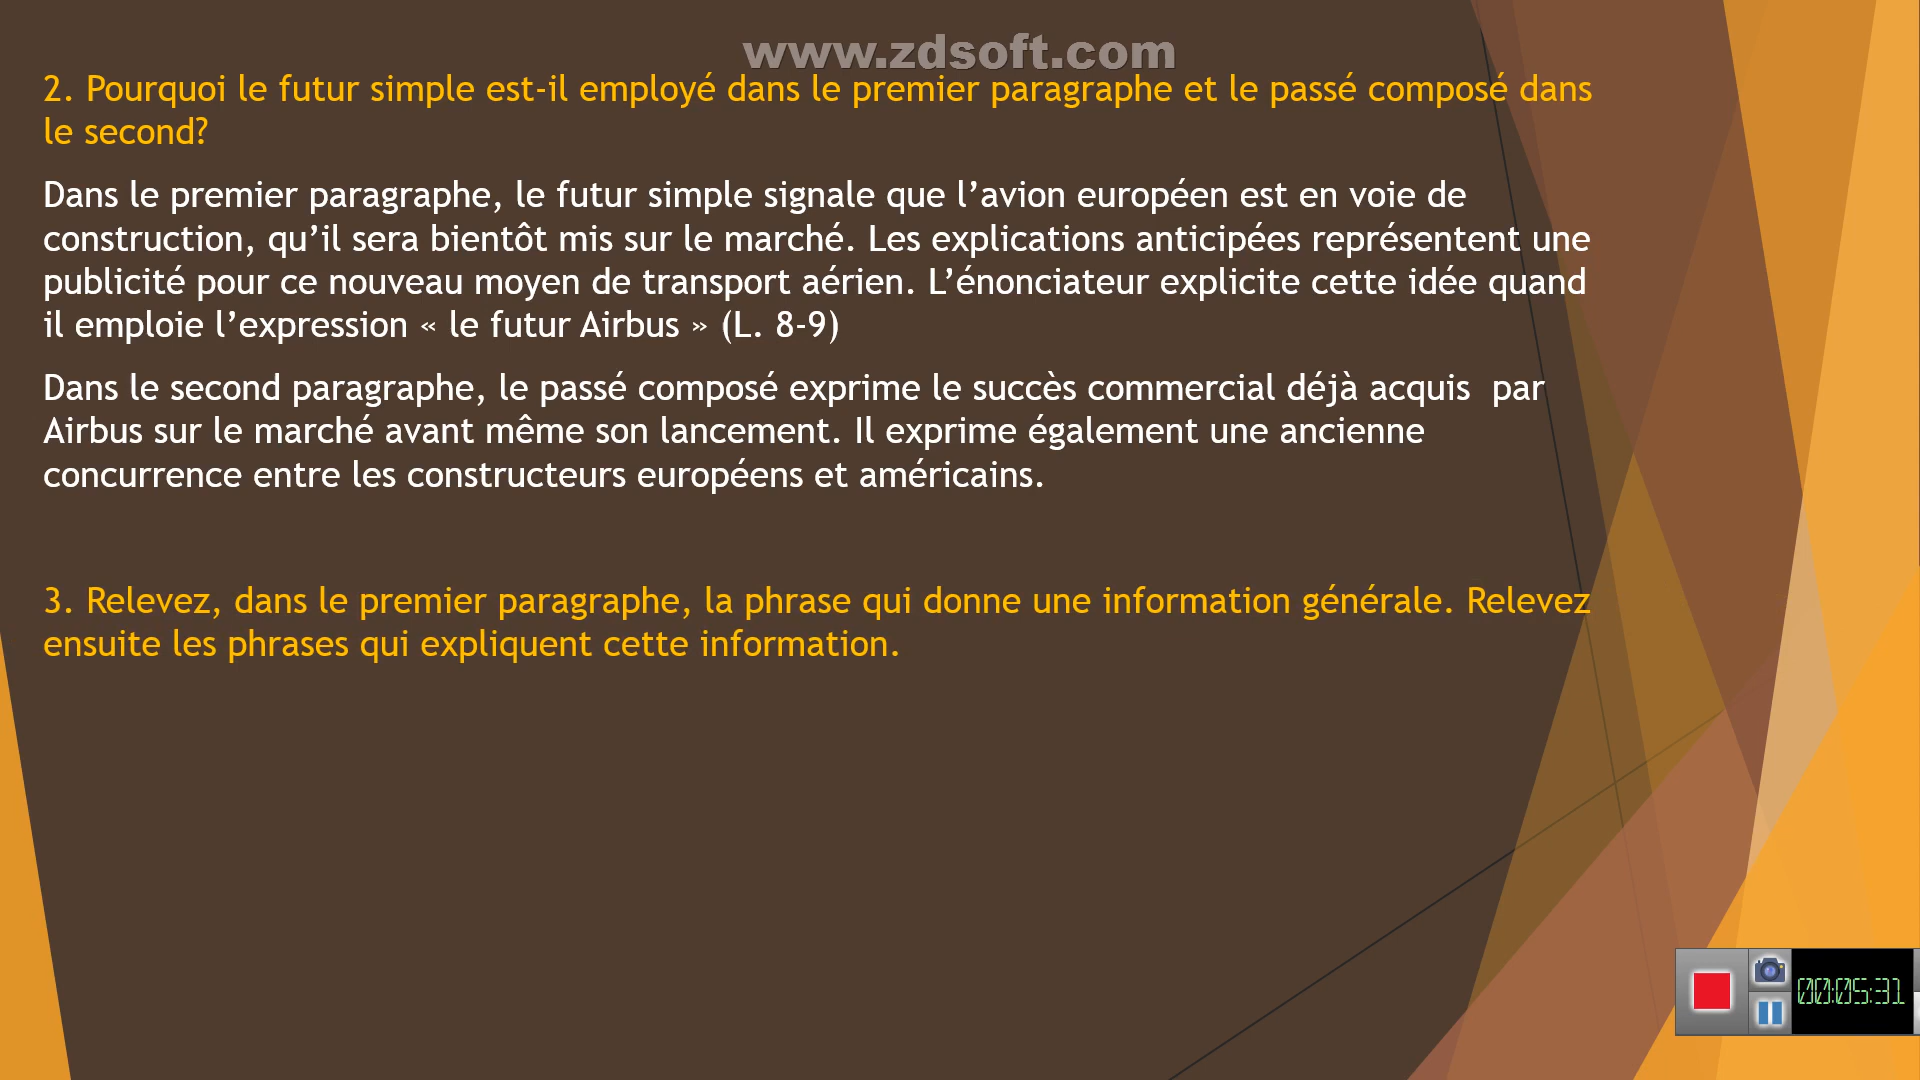 www.zdsoft.com
2. Pourquoi le futur simple est-il employé dans le premier paragraphe et le passé composé dans
le second?
Dans le premier paragraphe, le futur simple signale que l’avion européen est en voie de
construction, qu’il sera bientôt mis sur le marché. Les explications anticipées représentent une
publicité pour ce nouveau moyen de transport aérien. L’énonciateur explicite cette idée quand
il emploie l’expression « le futur Airbus » (L. 8-9)
Dans le second paragraphe, le passé composé exprime le succès commercial déjà acquis  par
Airbus sur le marché avant même son lancement. Il exprime également une ancienne
concurrence entre les constructeurs européens et américains.
3. Relevez, dans le premier paragraphe, la phrase qui donne une information générale. Relevez
ensuite les phrases qui expliquent cette information.
00:05:31